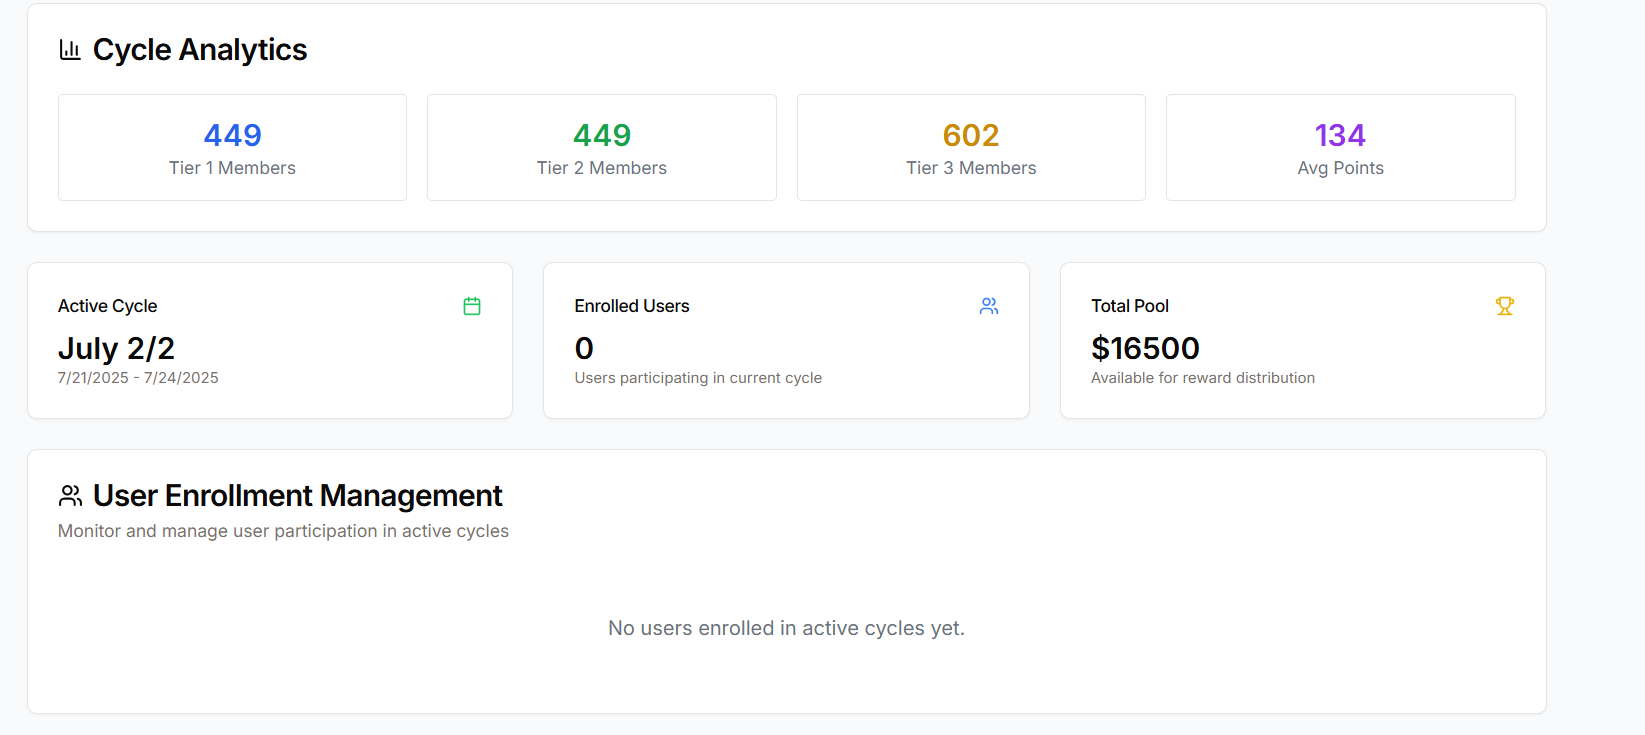 Cycle Analytics
449
Tier 1 Members
449
Tier 2 Members
602
Tier 3 Members
134
Avg Points
Active Cycle
July 2/2
7/21/2025 - 7/24/2025
Enrolled Users
0
Users participating in current cycle
Total Pool
$16500
Available for reward distribution
User Enrollment Management
Monitor and manage user participation in active cycles
No users enrolled in active cycles yet.